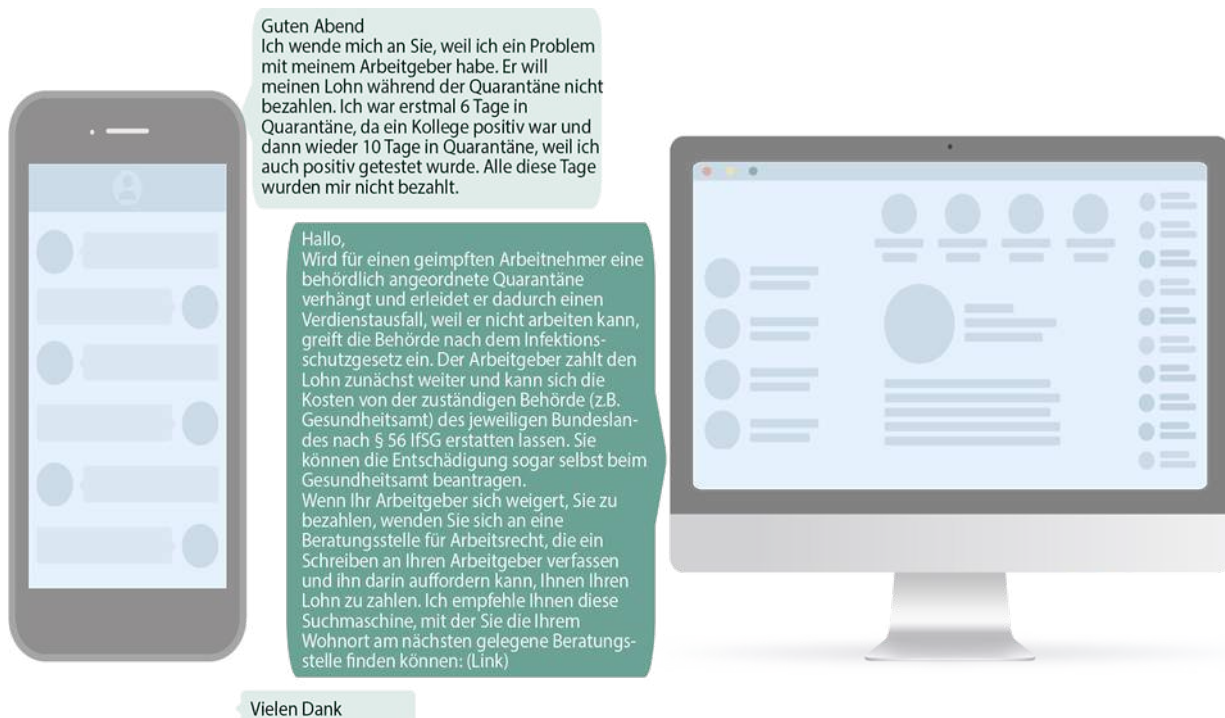 Guten Abend
Ich wende mich an Sie, weil ich ein Problem
mit meinem Arbeitgeber habe. Er will
meinen Lohn während der Quarantäne nicht
bezahlen. Ich war erstmal 6 Tage in
Quarantäne, da ein Kollege positiv war und
dann wieder 10 Tage in Quarantäne, weil ich
auch positiv getestet wurde. Alle diese Tage
wurden mir nicht bezahlt.
Hallo,
Wird für einen geimpften Arbeitnehmer eine
behördlich angeordnete Quarantäne
verhängt und erleidet er dadurch einen
Verdienstausfall, weil er nicht arbeiten kann,
greift die Behörde nach dem Infektions-
schutzgesetz ein. Der Arbeitgeber zahlt den
Lohn zunächst weiter und kann sich die
Kosten von der zuständigen Behörde (z.B.
Gesundheitsamt) des jeweiligen Bundeslan-
des nach § 56 IfSG erstatten lassen. Sie
können die Entschädigung sogar selbst beim
Gesundheitsamt beantragen.
Wenn Ihr Arbeitgeber sich weigert, Sie zu
bezahlen, wenden Sie sich an eine
Beratungsstelle für Arbeitsrecht, die ein
Schreiben an Ihren Arbeitgeber verfassen
und ihn darin auffordern kann, Ihnen Ihren
Lohn zu zahlen. Ich empfehle Ihnen diese
Suchmaschine, mit der Sie die Ihrem
Wohnort am nächsten gelegene Beratungs-
stelle finden können: (Link)
Vielen Dank